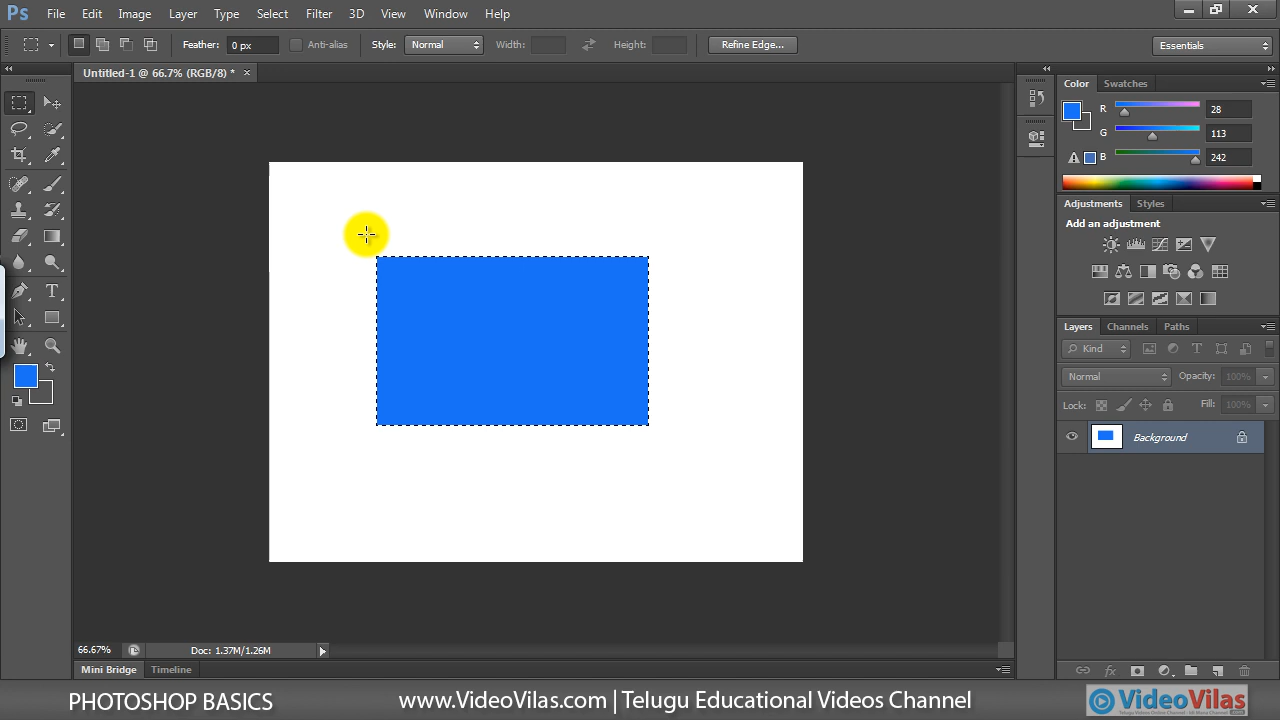 Ps File Edit Image Layer Type Select Filter 3D View Window Help
Feather: 0 px Anti-alias Style: Normal Width: Height: Refine Edge... Essentials
Untitled-1 @ 66.7% (RGB/8) * ×
Color Swatches
R 28
G 113
B 242
Adjustments Styles
Add an adjustment
Layers Channels Paths
Kind
Normal Opacity: 100%
Lock: Fill: 100%
Background
66.67% Doc: 1.37M/1.26M
Mini Bridge Timeline
PHOTOSHOP BASICS www.VideoVilas.com | Telugu Educational Videos Channel VideoVilas